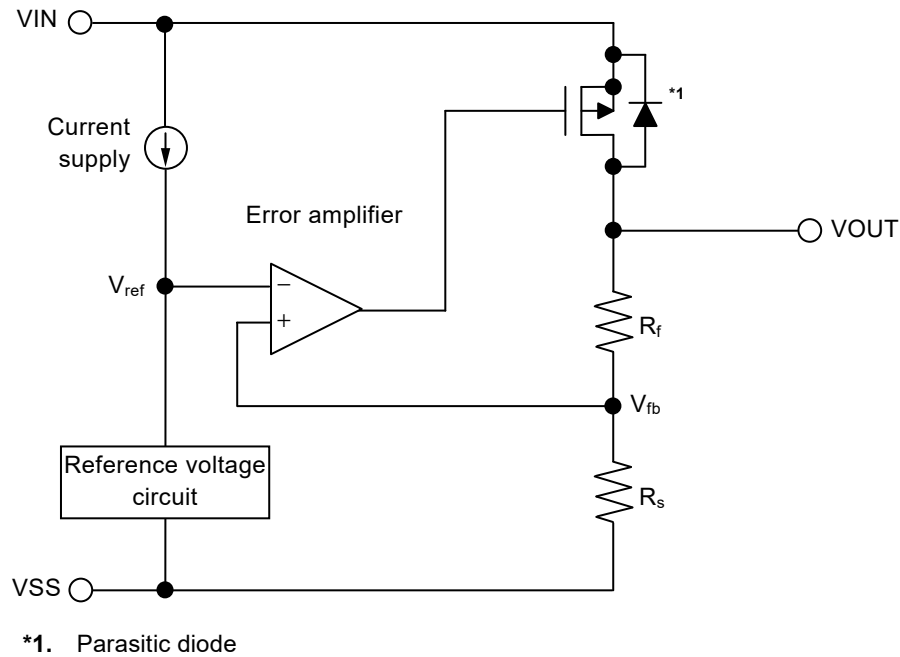 VIN
*1
Current
supply
Error amplifier
VOUT
Vref
−
+
Rf
Vfb
Reference voltage
circuit
Rs
VSS
*1. Parasitic diode